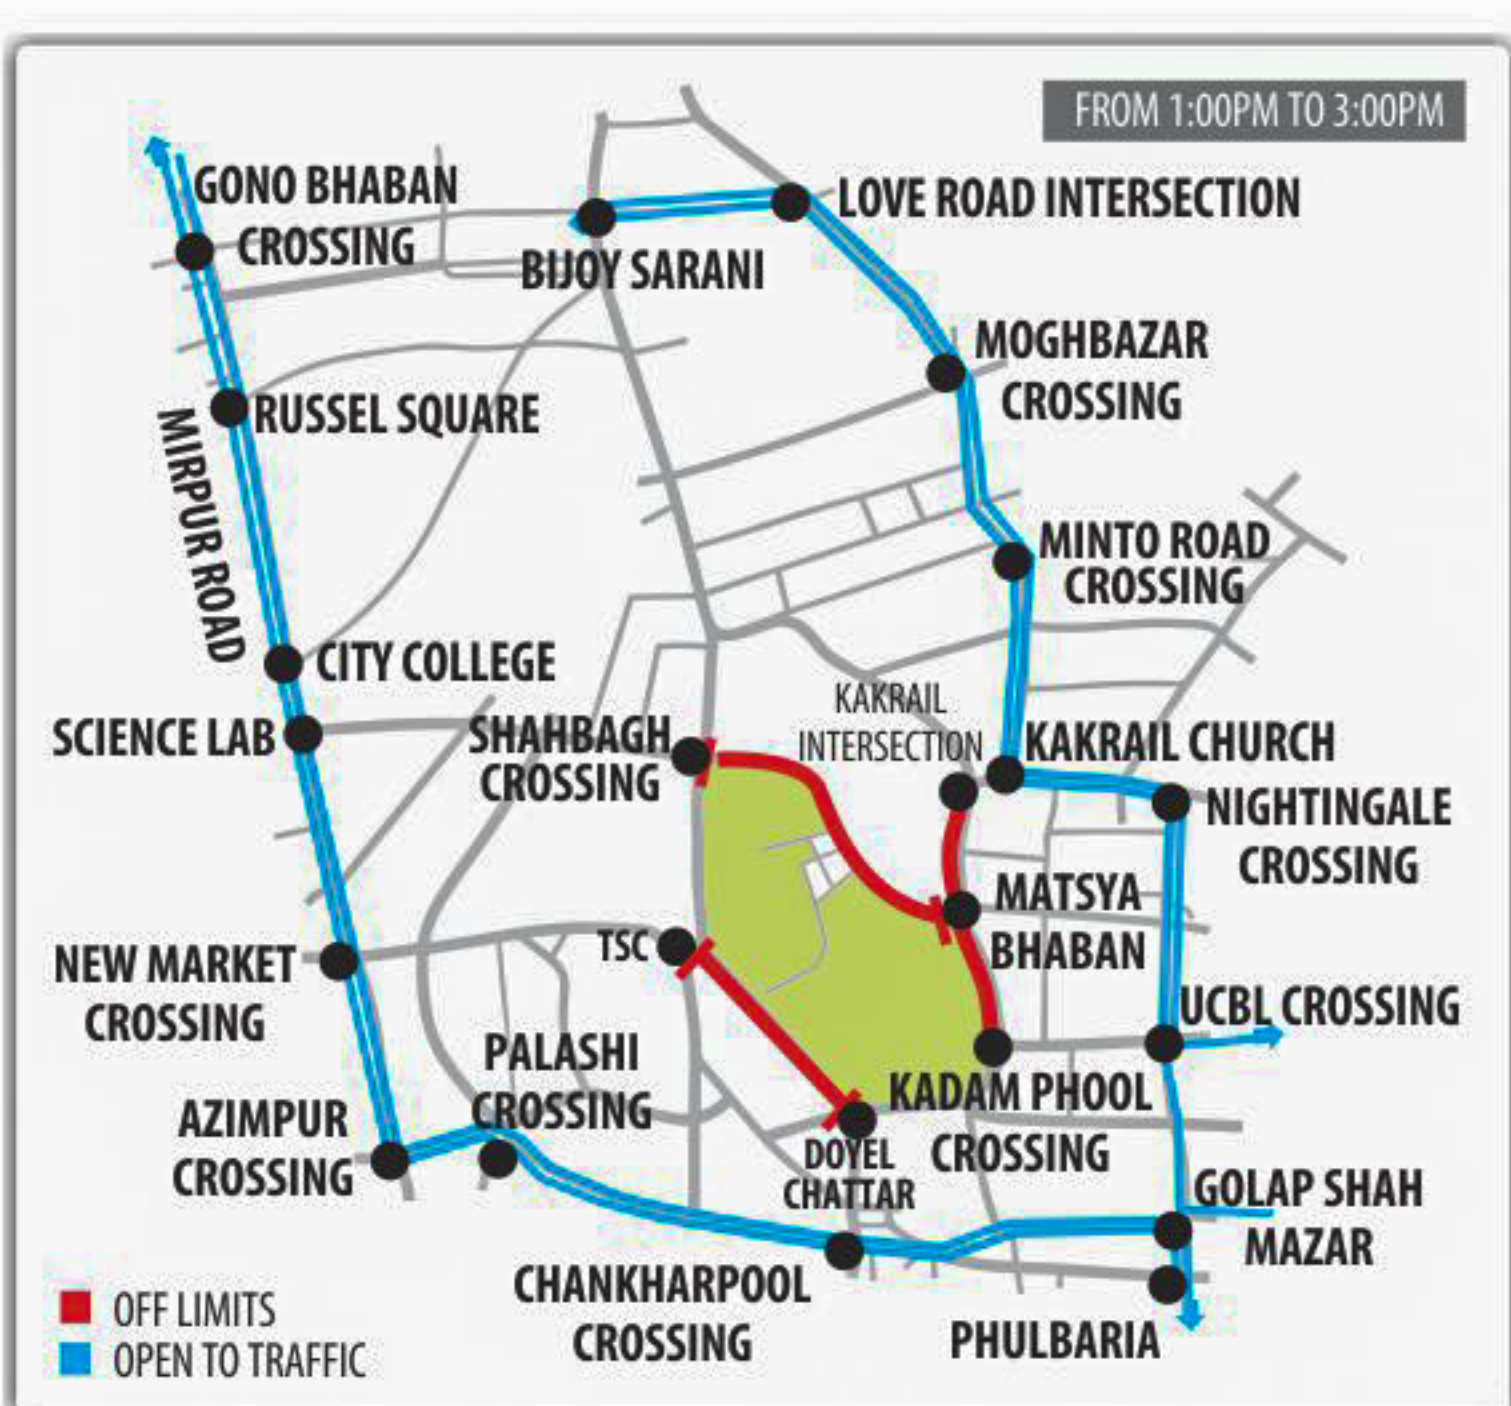 FROM 1:00PM TO 3:00PM
GONO BHABAN
CROSSING
LOVE ROAD INTERSECTION
BIJOY SARANI
MOGHBAZAR
CROSSING
RUSSEL SQUARE
MIRPUR ROAD
MINTO ROAD
CROSSING
CITY COLLEGE
SCIENCE LAB
SHAHBAGH
CROSSING
KAKRAIL
INTERSECTION
KAKRAIL CHURCH
NIGHTINGALE
CROSSING
MATSYA
BHABAN
TSC
NEW MARKET
CROSSING
UCBL CROSSING
PALASHI
CROSSING
KADAM PHOOL
CROSSING
AZIMPUR
CROSSING
DOYEL
CHATTAR
GOLAP SHAH
MAZAR
CHANKHARPOOL
CROSSING
PHULBARIA
OFF LIMITS
OPEN TO TRAFFIC